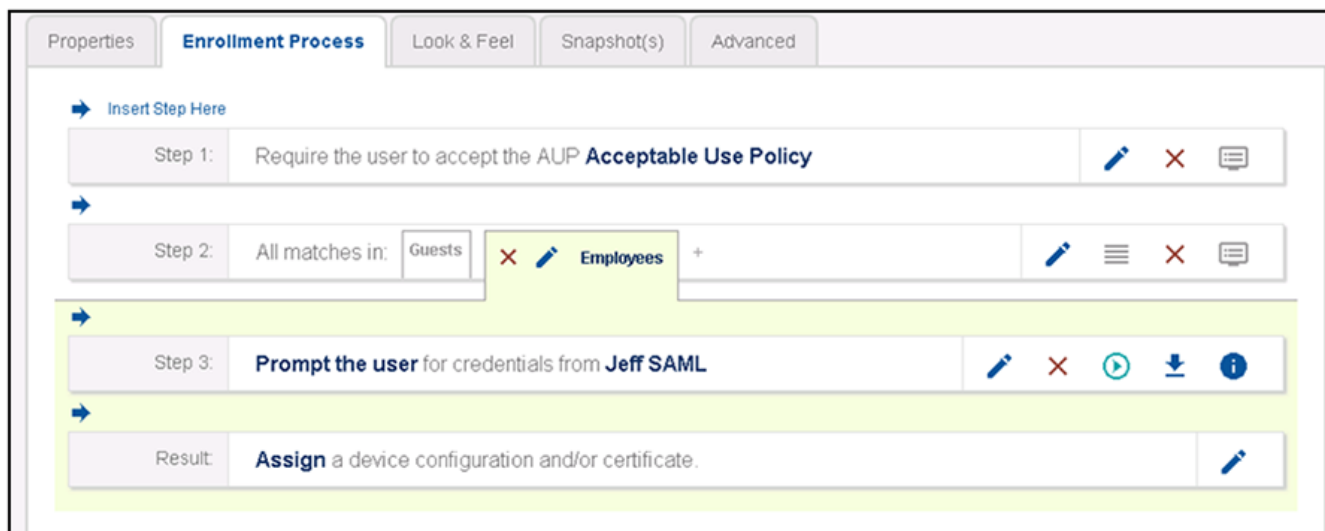 Properties Enrollment Process Look & Feel Snapshot(s) Advanced
Insert Step Here
Step 1: Require the user to accept the AUP Acceptable Use Policy
Step 2: All matches in: Guests Employees +
Step 3: Prompt the user for credentials from Jeff SAML
Result: Assign a device configuration and/or certificate.